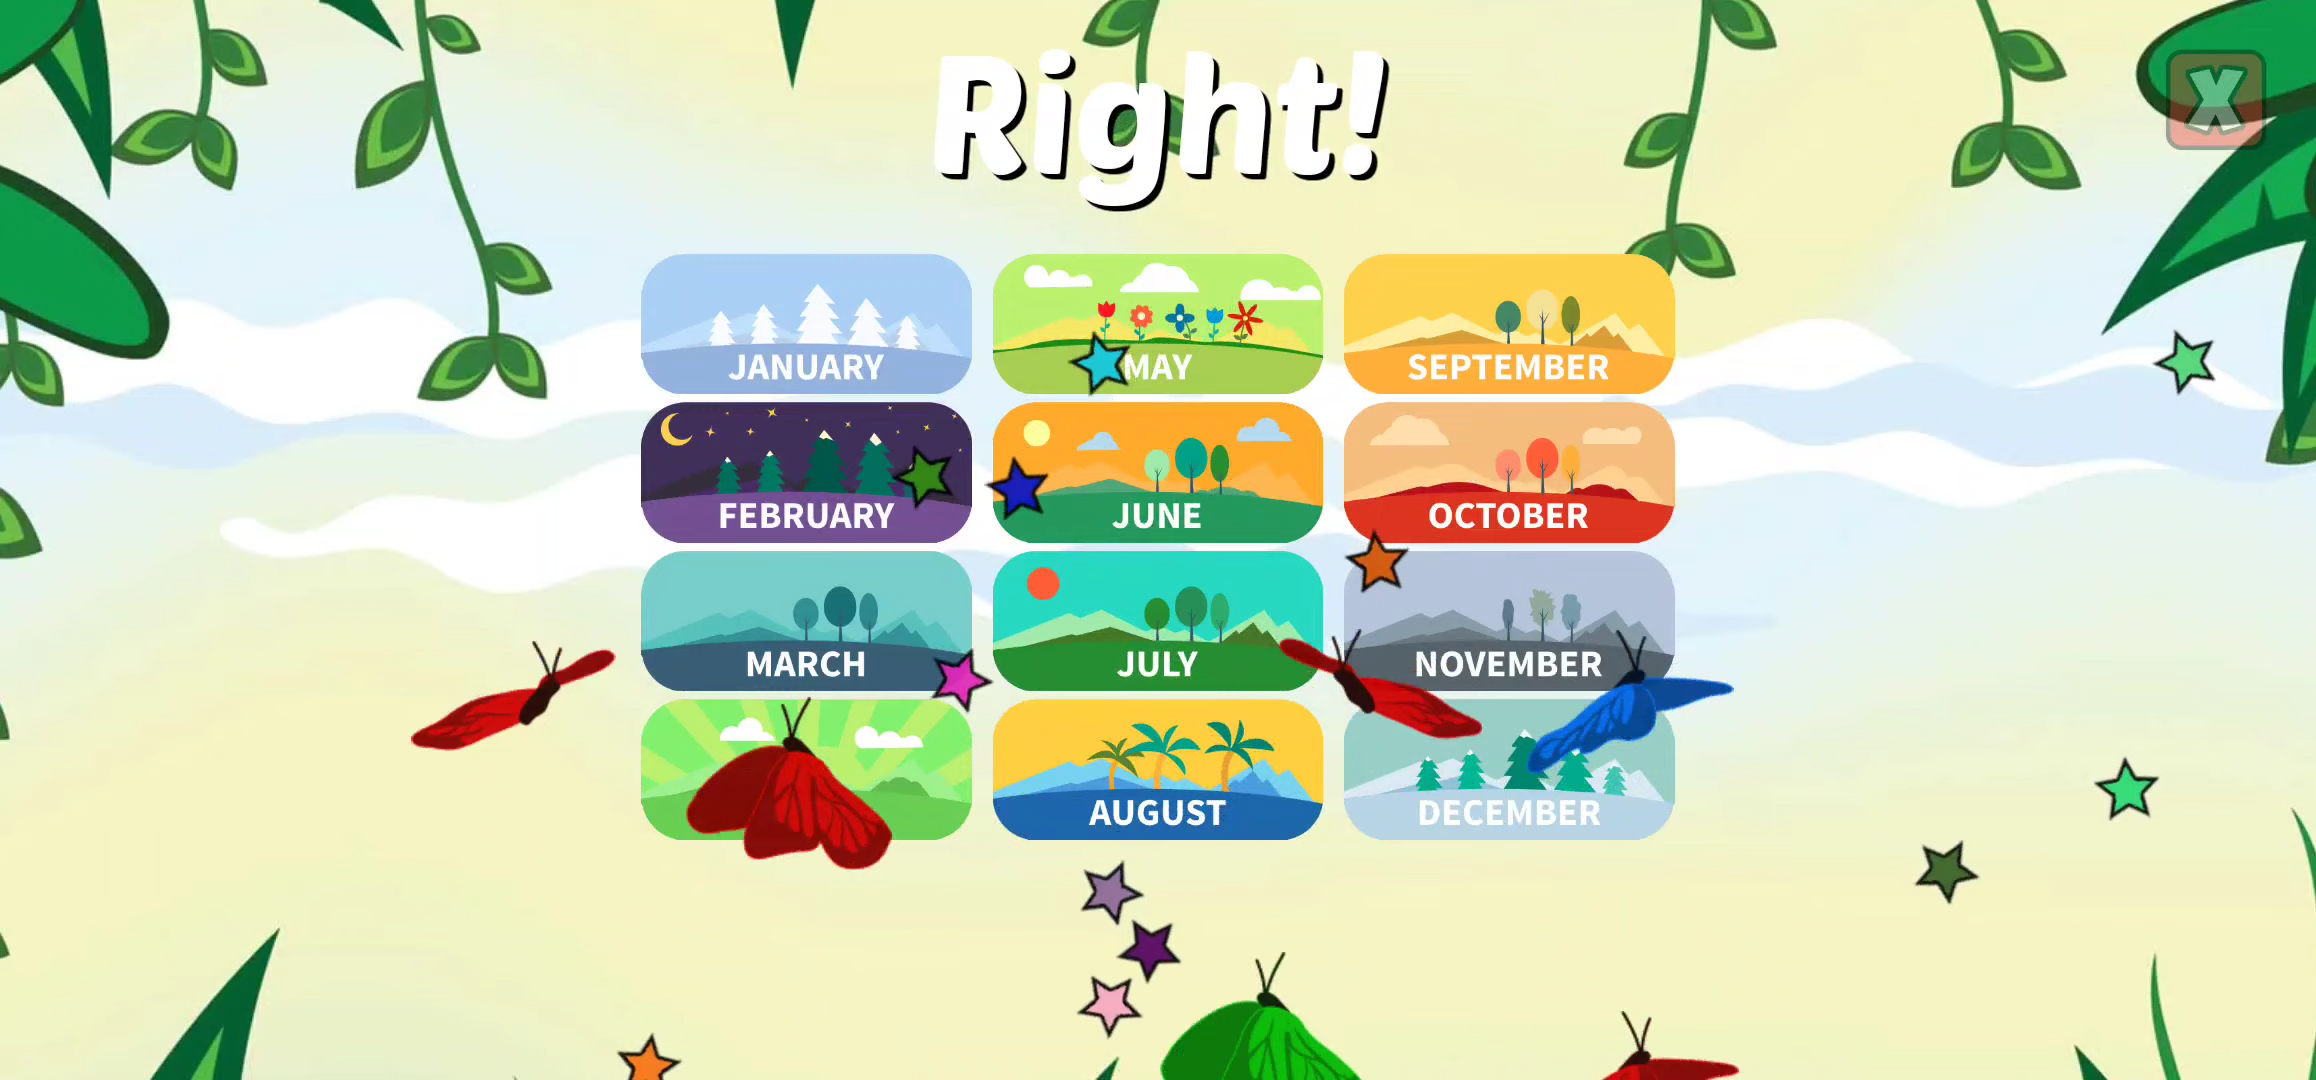 Right!
X
JANUARY
MAY
SEPTEMBER
FEBRUARY
JUNE
OCTOBER
MARCH
JULY
NOVEMBER
AUGUST
DECEMBER